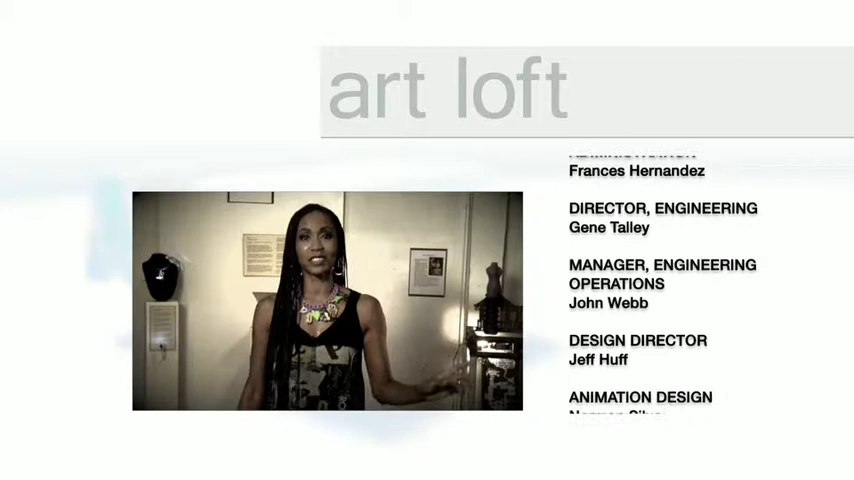 art loft
Frances Hernandez
DIRECTOR, ENGINEERING
Gene Talley
MANAGER, ENGINEERING
OPERATIONS
John Webb
DESIGN DIRECTOR
Jeff Huff
ANIMATION DESIGN